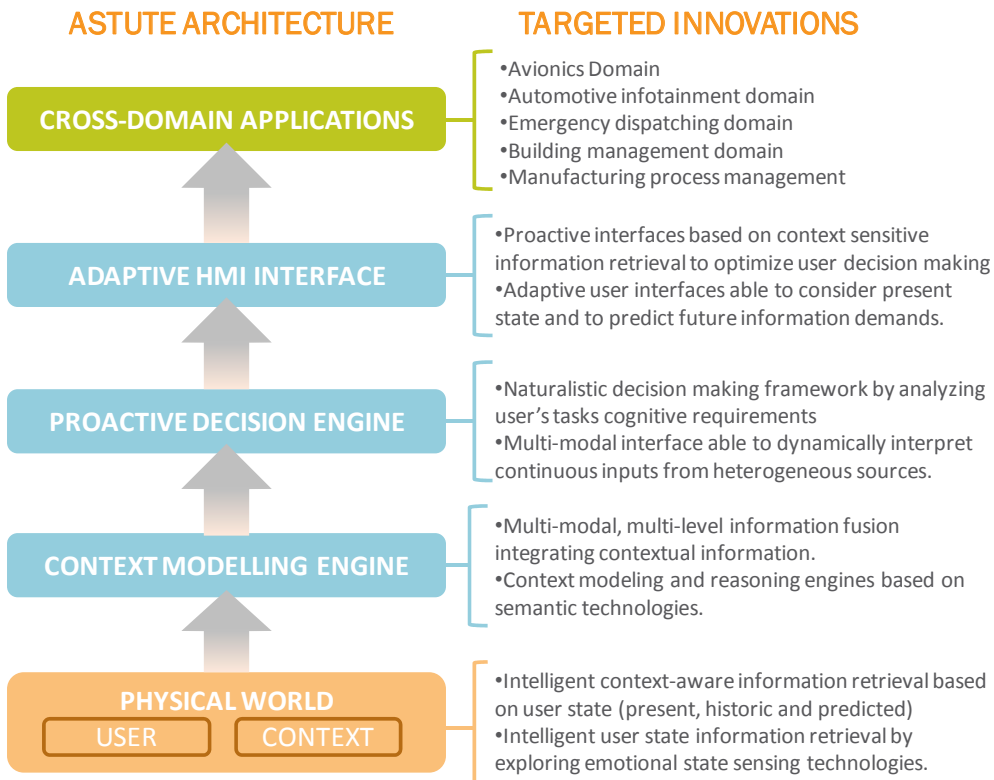 ASTUTE ARCHITECTURE
TARGETED INNOVATIONS
CROSS-DOMAIN APPLICATIONS
•Avionics Domain
•Automotive infotainment domain
•Emergency dispatching domain
•Building management domain
•Manufacturing process management
ADAPTIVE HMI INTERFACE
•Proactive interfaces based on context sensitive
information retrieval to optimize user decision making
•Adaptive user interfaces able to consider present
state and to predict future information demands.
PROACTIVE DECISION ENGINE
•Naturalistic decision making framework by analyzing
user's tasks cognitive requirements
•Multi-modal interface able to dynamically interpret
continuous inputs from heterogeneous sources.
CONTEXT MODELLING ENGINE
•Multi-modal, multi-level information fusion
integrating contextual information.
•Context modeling and reasoning engines based on
semantic technologies.
PHYSICAL WORLD
USER
CONTEXT
•Intelligent context-aware information retrieval based
on user state (present, historic and predicted)
•Intelligent user state information retrieval by
exploring emotional state sensing technologies.